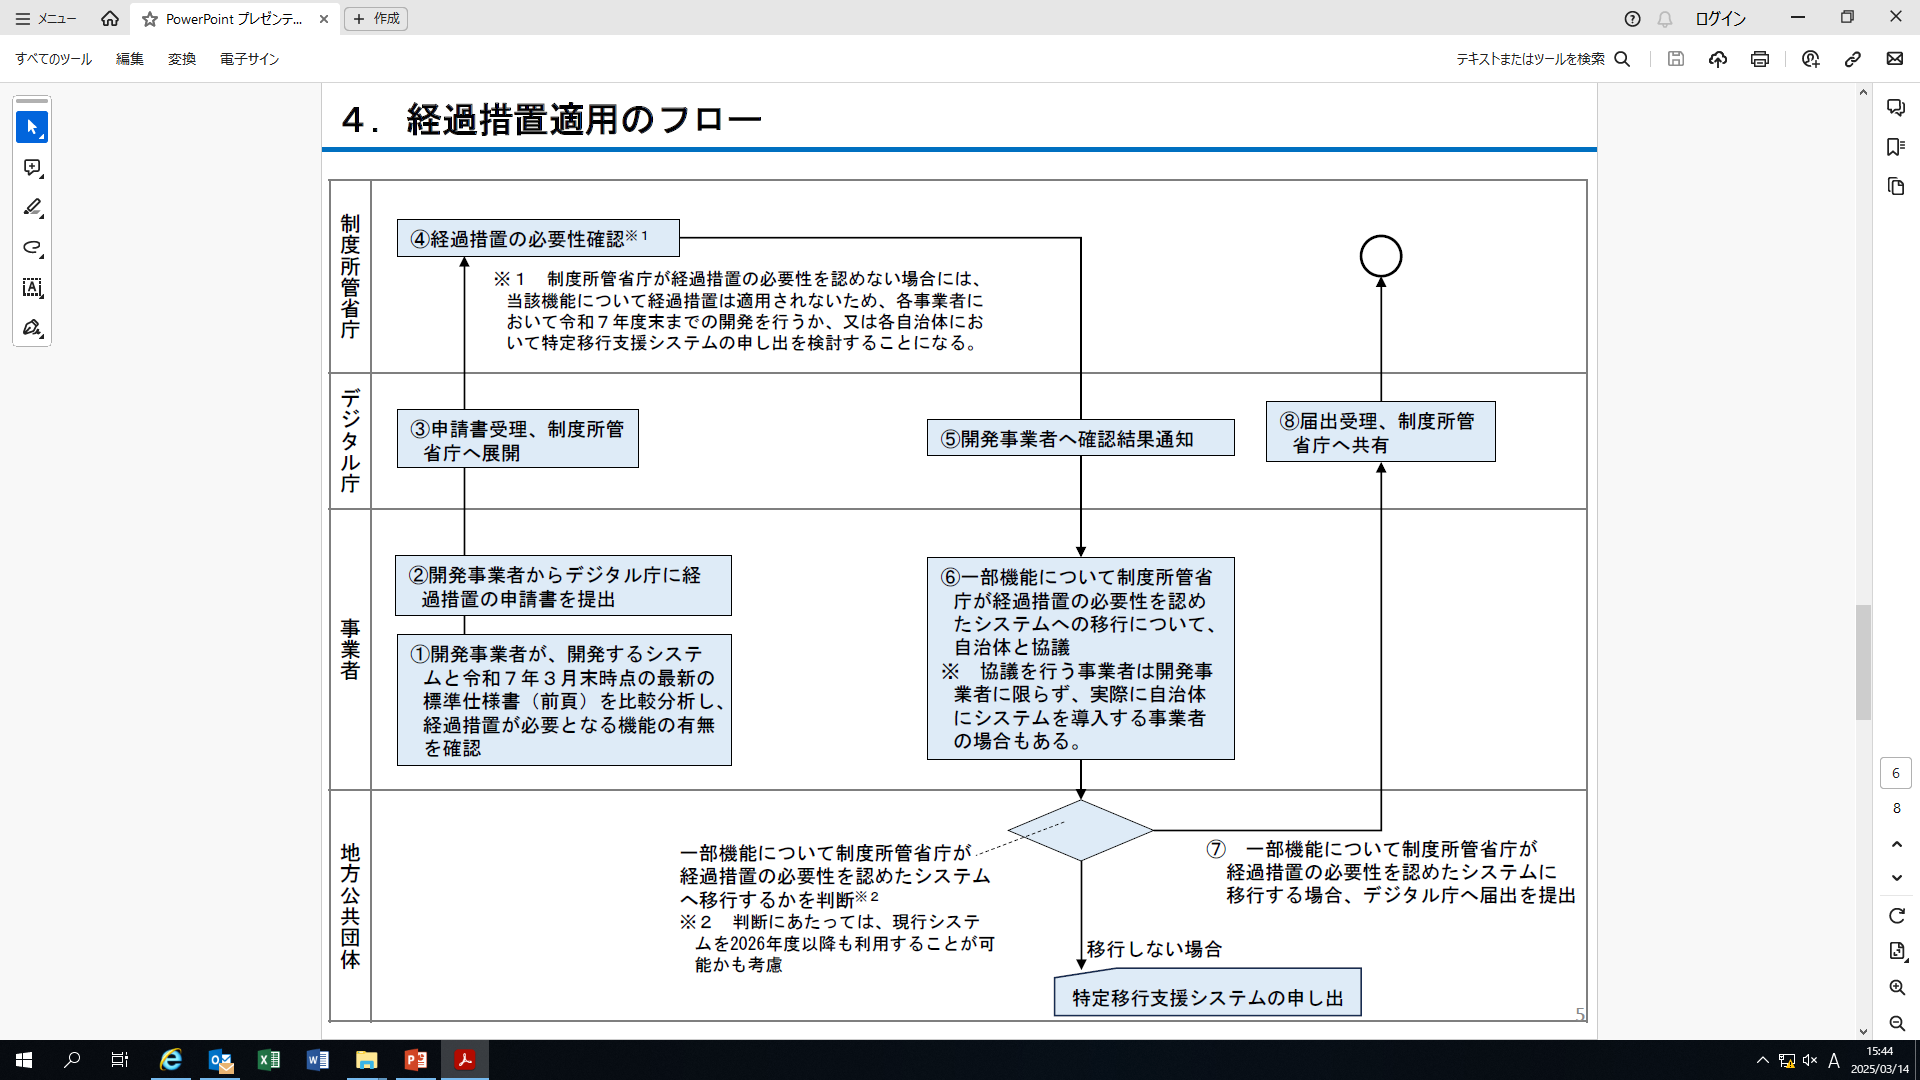 メニュー
PowerPoint プレゼンテ...
作成
ログイン
すべてのツール
編集
変換
電子サイン
テキストまたはツールを検索
４．経過措置適用のフロー
制度所管省庁
④経過措置の必要性確認※１
※１　制度所管省庁が経過措置の必要性を認めない場合には、
当該機能について経過措置は適用されないため、各事業者に
おいて令和７年度末までの開発を行うか、又は各自治体にお
いて特定移行支援システムの申し出を検討することになる。
デジタル庁
③申請書受理、制度所管
省庁へ展開
⑤開発事業者へ確認結果通知
⑧届出受理、制度所管
省庁へ共有
事業者
②開発事業者からデジタル庁に経
過措置の申請書を提出
①開発事業者が、開発するシステ
ムと令和７年３月末時点の最新の
標準仕様書（前頁）を比較分析し、
経過措置が必要となる機能の有無
を確認
⑥一部機能について制度所管省
庁が経過措置の必要性を認め
たシステムへの移行について、
自治体と協議
※　協議を行う事業者は開発事
業者に限らず、実際に自治体
にシステムを導入する事業者
の場合もある。
地方公共団体
一部機能について制度所管省庁が
経過措置の必要性を認めたシステム
へ移行するかを判断※２
※２　判断にあたっては、現行システ
ムを2026年度以降も利用することが可
能かも考慮
⑦　一部機能について制度所管省庁が
経過措置の必要性を認めたシステムに
移行する場合、デジタル庁へ届出を提出
移行しない場合
特定移行支援システムの申し出
5
6
8
A
15:44
2025/03/14